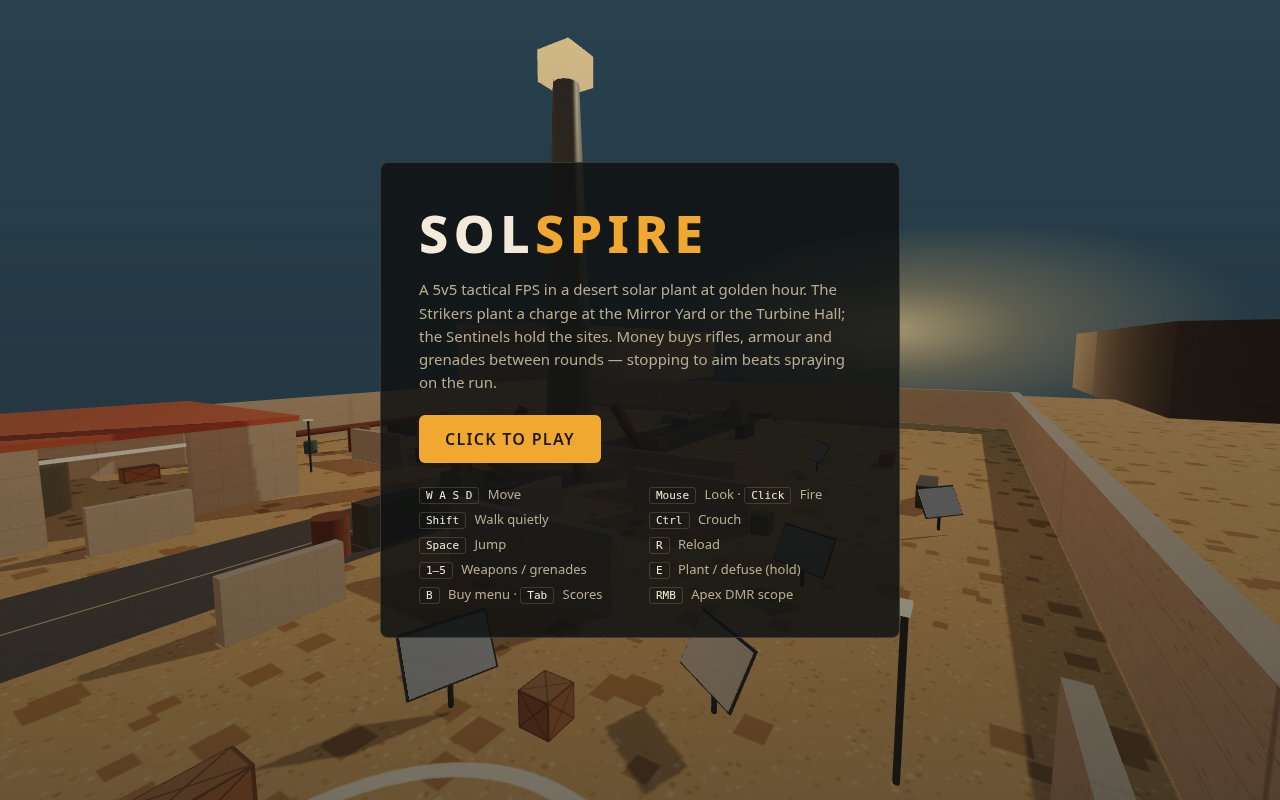 SOLSPIRE
A 5v5 tactical FPS in a desert solar plant at golden hour. The
Strikers plant a charge at the Mirror Yard or the Turbine Hall;
the Sentinels hold the sites. Money buys rifles, armour and
grenades between rounds — stopping to aim beats spraying
on the run.
CLICK TO PLAY
W A S D Move
Mouse Look · Click Fire
Shift Walk quietly
Ctrl Crouch
Space Jump
R Reload
1–5 Weapons / grenades
E Plant / defuse (hold)
B Buy menu · Tab Scores
RMB Apex DMR scope